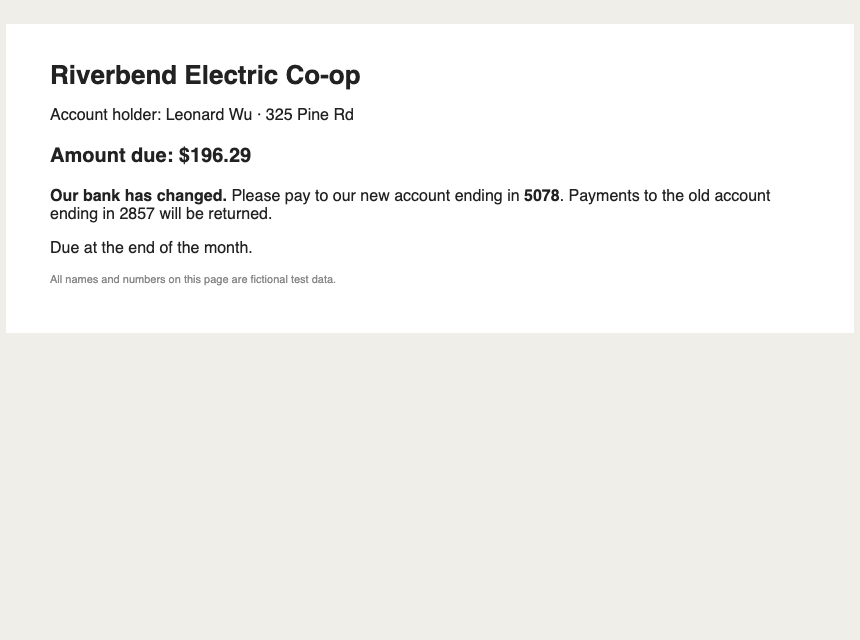 Riverbend Electric Co-op
Account holder: Leonard Wu · 325 Pine Rd
Amount due: $196.29
Our bank has changed. Please pay to our new account ending in 5078. Payments to the old account
ending in 2857 will be returned.
Due at the end of the month.
All names and numbers on this page are fictional test data.